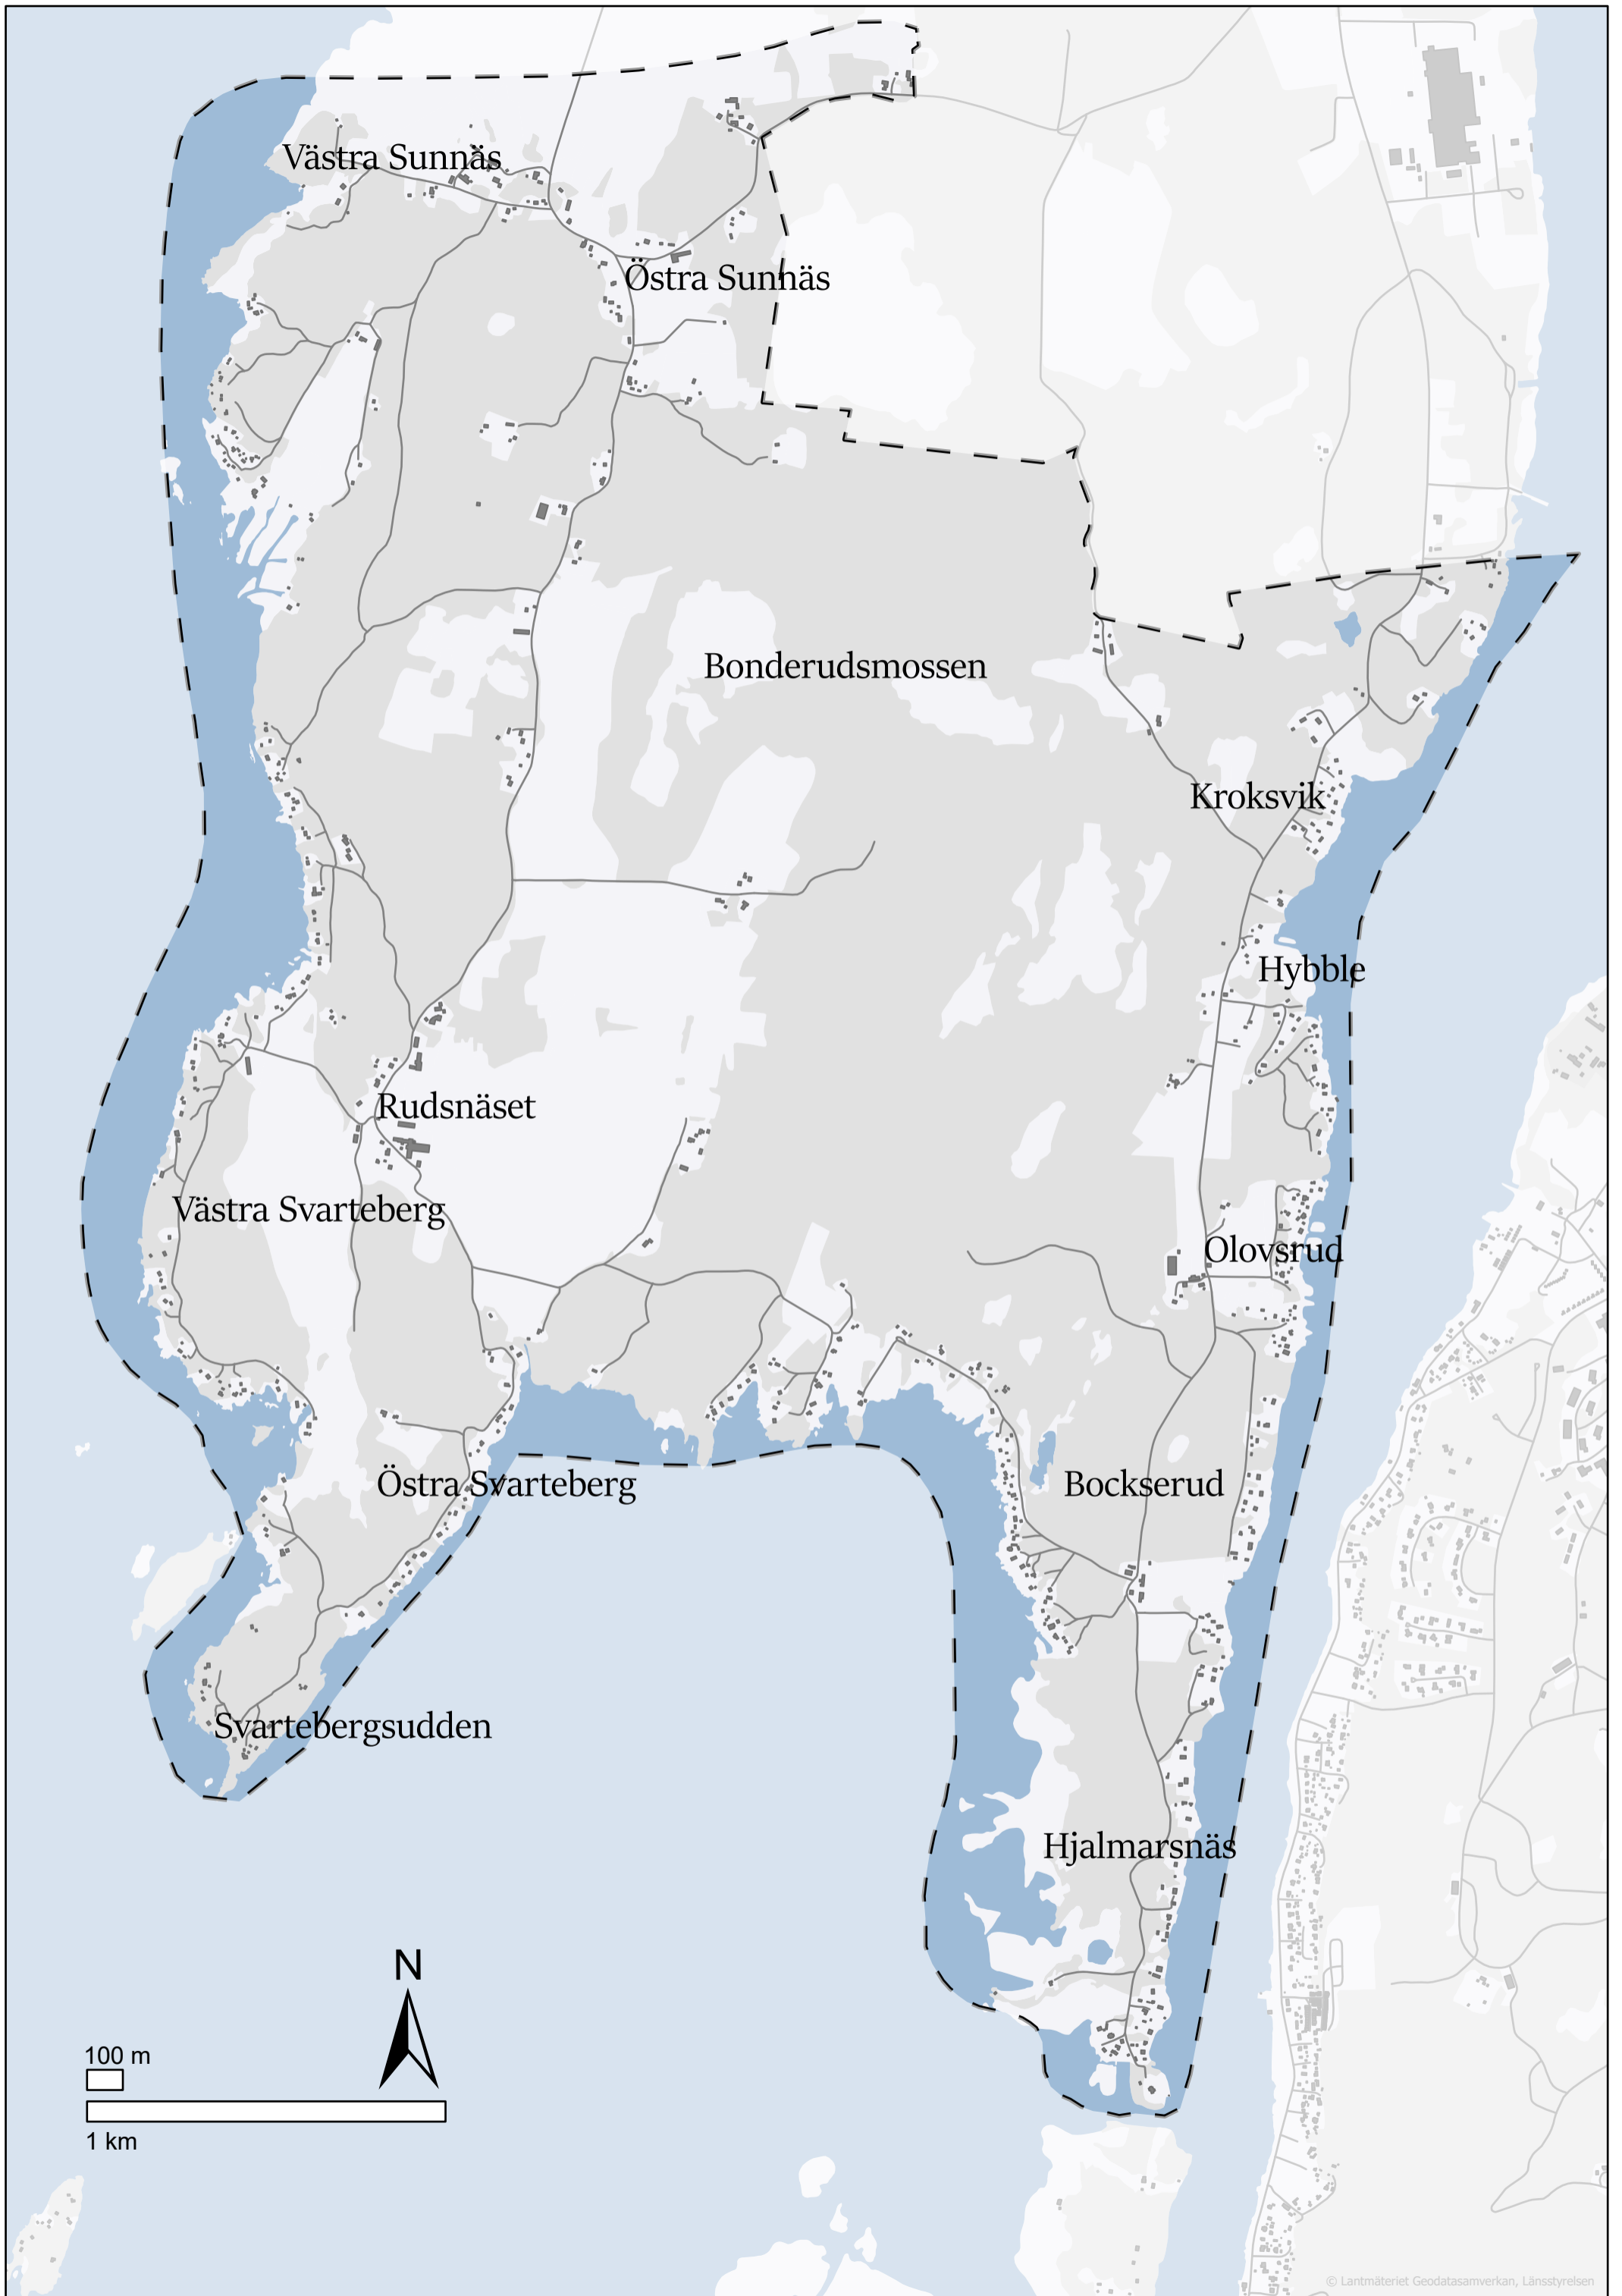 Västra Sunnäs
Östra Sunnäs
Bonderudsmossen
Kroksvik
Hybble
Rudsnäset
Västra Svarteberg
Olovsrud
Östra Svarteberg
Bockserud
Svartebergsudden
Hjalmarsnäs
N
100 m
1 km
© Lantmäteriet Geodatasamverkan, Länsstyrelsen